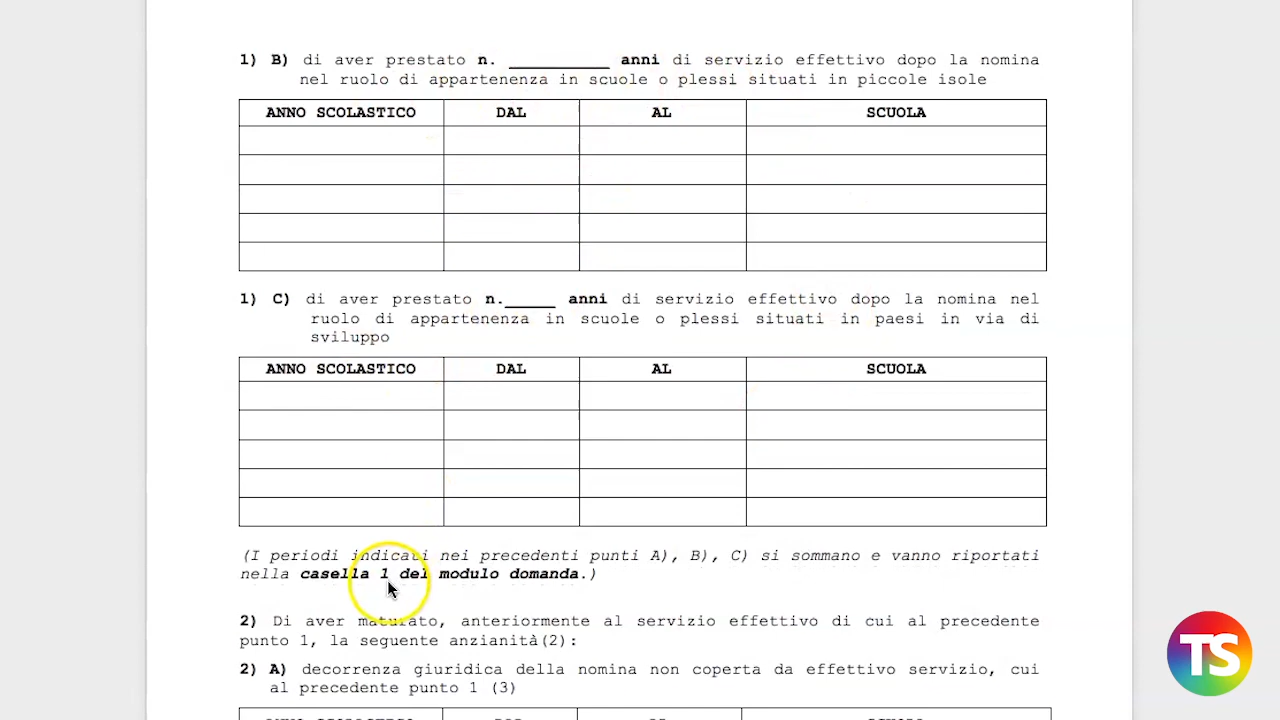 1) B) di aver prestato n. __________ anni di servizio effettivo dopo la nomina
nel ruolo di appartenenza in scuole o plessi situati in piccole isole
ANNO SCOLASTICO DAL AL SCUOLA
1) C) di aver prestato n._____ anni di servizio effettivo dopo la nomina nel
ruolo di appartenenza in scuole o plessi situati in paesi in via di
sviluppo
ANNO SCOLASTICO DAL AL SCUOLA
(I periodi indicati nei precedenti punti A), B), C) si sommano e vanno riportati
nella casella 1 del modulo domanda.)
2) Di aver maturato, anteriormente al servizio effettivo di cui al precedente
punto 1, la seguente anzianità(2):
2) A) decorrenza giuridica della nomina non coperta da effettivo servizio, cui
al precedente punto 1 (3)
TS